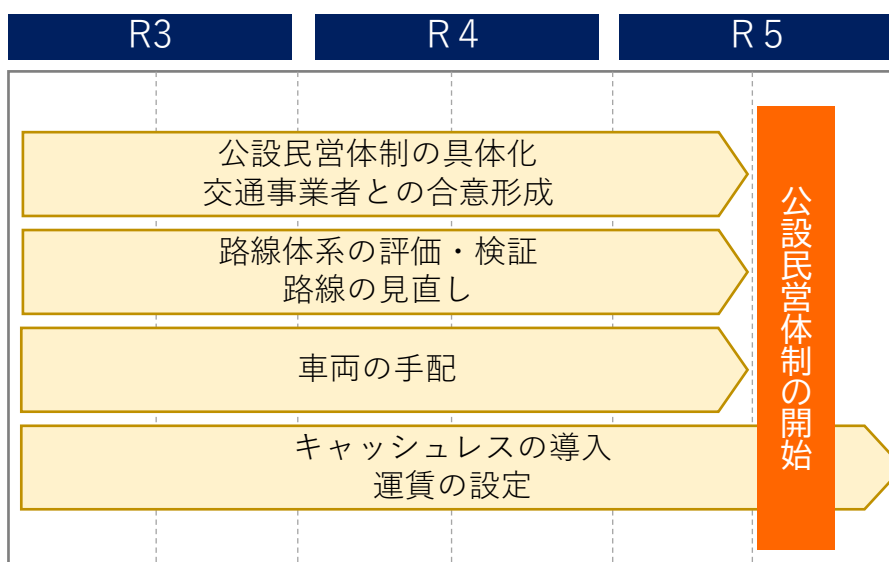 R3
R４
R５
公設民営体制の具体化
交通事業者との合意形成
路線体系の評価・検証
路線の見直し
車両の手配
キャッシュレスの導入
運賃の設定
公設民営体制の開始